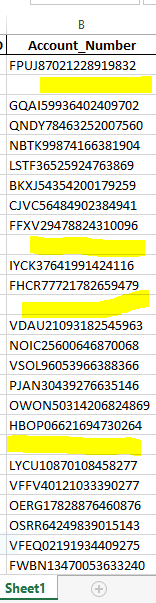 B
Account_Number
FPUJ87021228919832
GQAI59936402409702
QNDY78463252007560
NBTK99874166381904
LSTF36525924763869
BKXJ54354200179259
CJVC56484902384941
FFXV29478824310096
IYCK37641991424116
FHCR77721782659479
VDAU21093182545963
NOIC25600646870068
VSOL96053966388366
PJAN30439276635146
OWON50314206824869
HBOP06621694730264
LYCU10870108458277
VFFV40121033390277
OERG17828876460876
OSRR64249839015143
VFEQ02191934409275
FWBN13470053633240
Sheet1